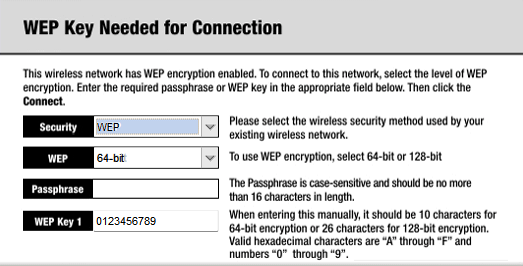 WEP Key Needed for Connection
This wireless network has WEP encryption enabled. To connect to this network, select the level of WEP
encryption. Enter the required passphrase or WEP key in the appropriate field below. Then click the
Connect.
Security WEP Please select the wireless security method used by your
existing wireless network.
WEP 64-bit To use WEP encryption, select 64-bit or 128-bit
Passphrase The Passphrase is case-sensitive and should be no more
than 16 characters in length.
WEP Key 1 0123456789 When entering this manually, it should be 10 characters for
64-bit encryption or 26 characters for 128-bit encryption.
Valid hexadecimal characters are “A” through “F” and
numbers “0” through “9”.